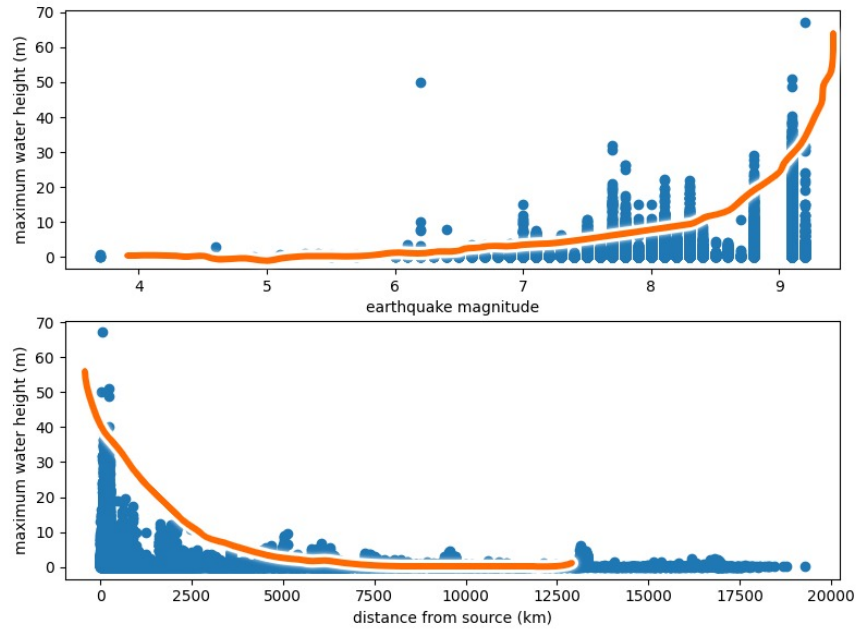 70
60
50
40
30
20
10
0
maximum water height (m)
4 5 6 7 8 9
earthquake magnitude
70
60
50
40
30
20
10
0
maximum water height (m)
0 2500 5000 7500 10000 12500 15000 17500 20000
distance from source (km)